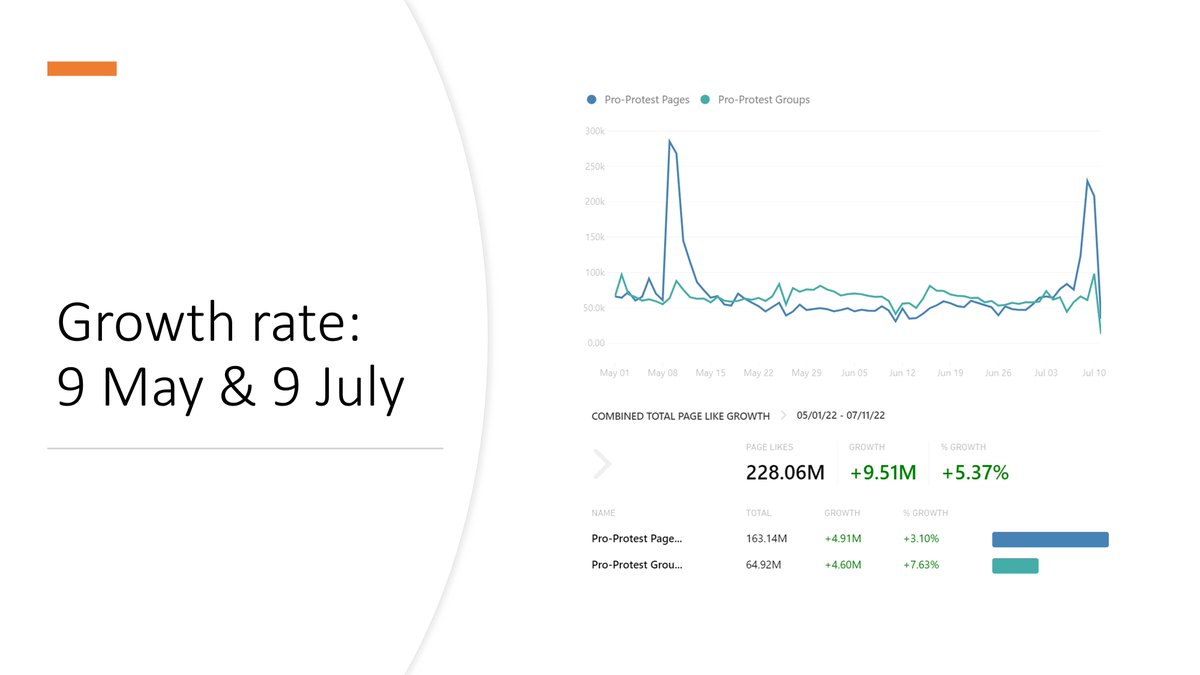 Growth rate:
9 May & 9 July
Pro-Protest Pages Pro-Protest Groups
300k
250k
200k
150k
100k
50.0k
0.00
May 01 May 08 May 15 May 22 May 29 Jun 05 Jun 12 Jun 19 Jun 26 Jul 03 Jul 10
COMBINED TOTAL PAGE LIKE GROWTH 05/01/22 - 07/11/22
PAGE LIKES GROWTH % GROWTH
228.06M +9.51M +5.37%
NAME TOTAL GROWTH % GROWTH
Pro-Protest Page... 163.14M +4.91M +3.10%
Pro-Protest Grou... 64.92M +4.60M +7.63%